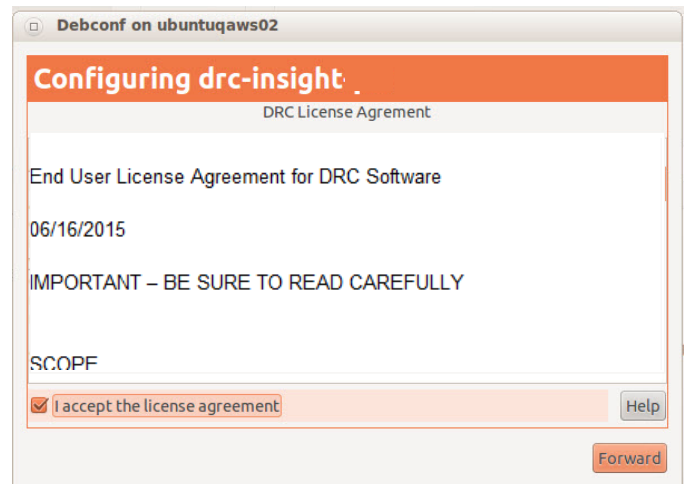 Debconf on ubuntuqaws02
Configuring drc-insight-
DRC License Agrement
End User License Agreement for DRC Software
06/16/2015
IMPORTANT – BE SURE TO READ CAREFULLY
SCOPE
I accept the license agreement
Help
Forward